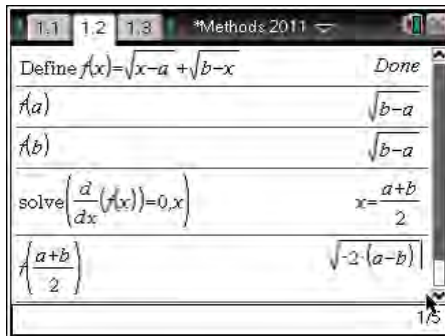 1.1 1.2 1.3 *Methods 2011
Define f(x)=√(x-a)+√(b-x) Done
f(a) √(b-a)
f(b) √(b-a)
solve(d/dx(f(x))=0,x) x=(a+b)/2
f((a+b)/2) √(-2·(a-b))
1/5